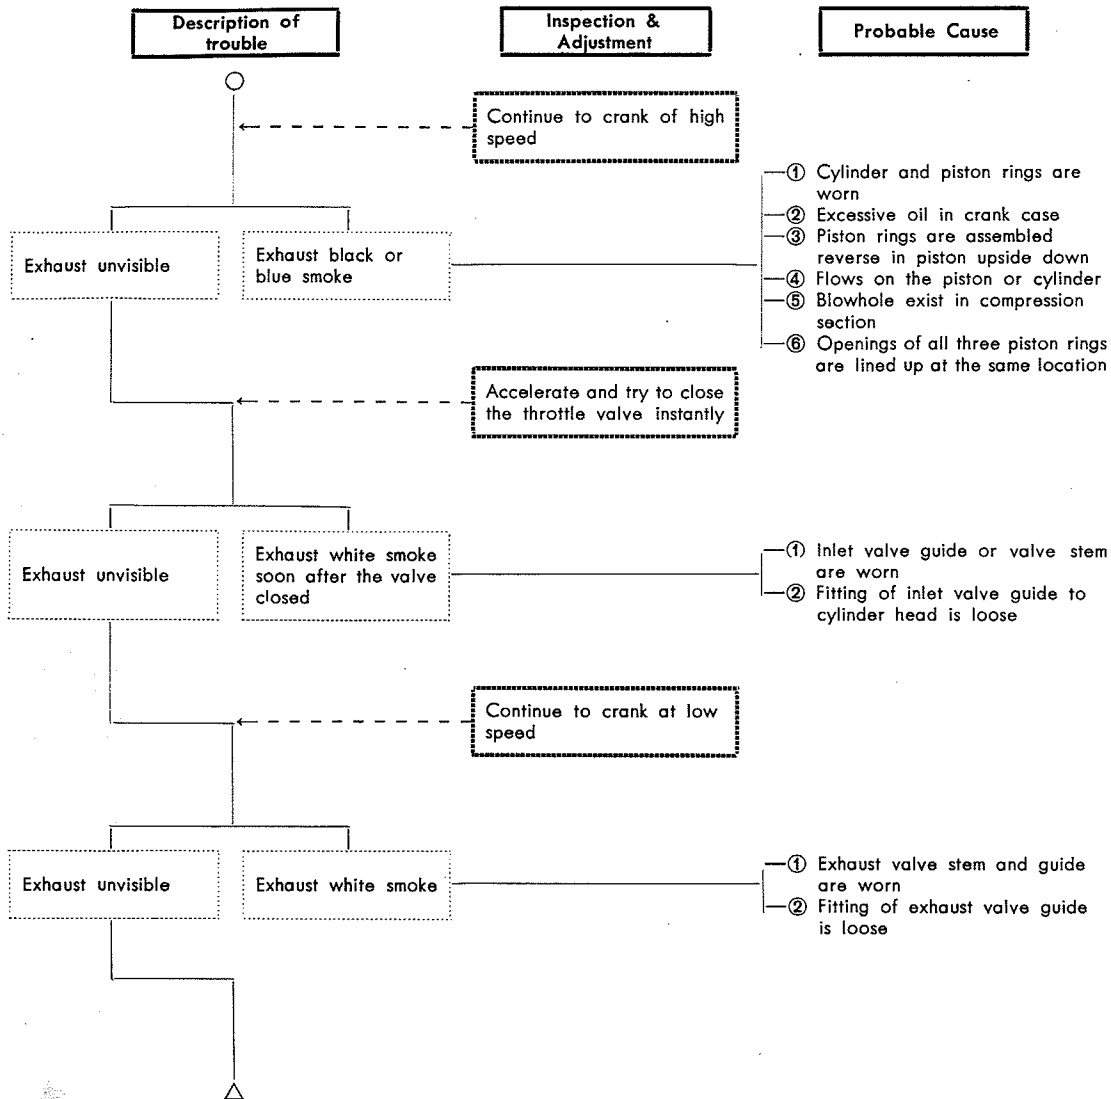 Description of
trouble
Inspection &
Adjustment
Probable Cause
Continue to crank of high
speed
Exhaust unvisible
Exhaust black or
blue smoke
① Cylinder and piston rings are
worn
② Excessive oil in crank case
③ Piston rings are assembled
reverse in piston upside down
④ Flows on the piston or cylinder
⑤ Blowhole exist in compression
section
⑥ Openings of all three piston rings
are lined up at the same location
Accelerate and try to close
the throttle valve instantly
Exhaust unvisible
Exhaust white smoke
soon after the valve
closed
① Inlet valve guide or valve stem
are worn
② Fitting of inlet valve guide to
cylinder head is loose
Continue to crank at low
speed
Exhaust unvisible
Exhaust white smoke
① Exhaust valve stem and guide
are worn
② Fitting of exhaust valve guide
is loose